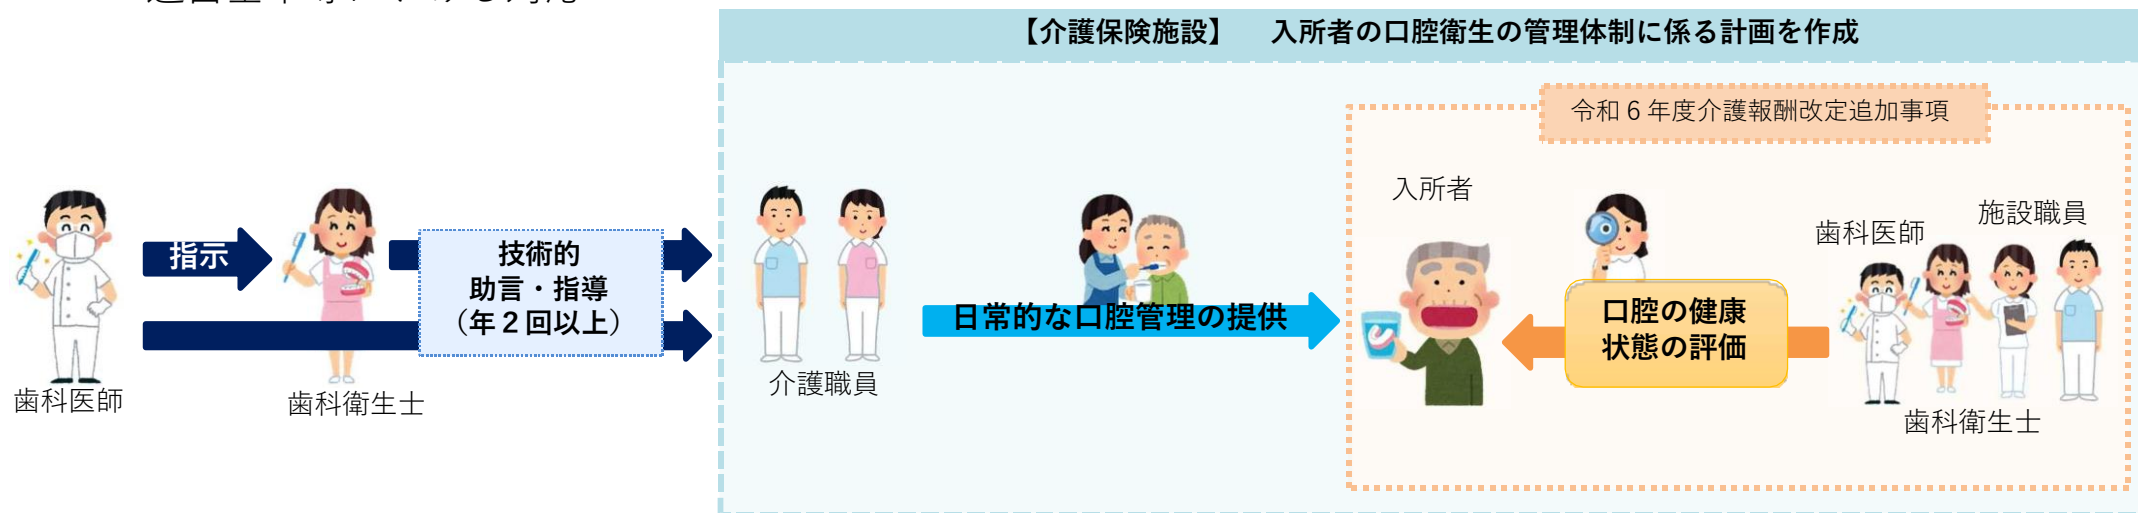 【介護保険施設】 入所者の口腔衛生の管理体制に係る計画を作成
令和6年度介護報酬改定追加事項
指示
技術的
助言・指導
（年２回以上）
歯科医師
歯科衛生士
介護職員
日常的な口腔管理の提供
入所者
口腔の健康
状態の評価
歯科医師
施設職員
歯科衛生士